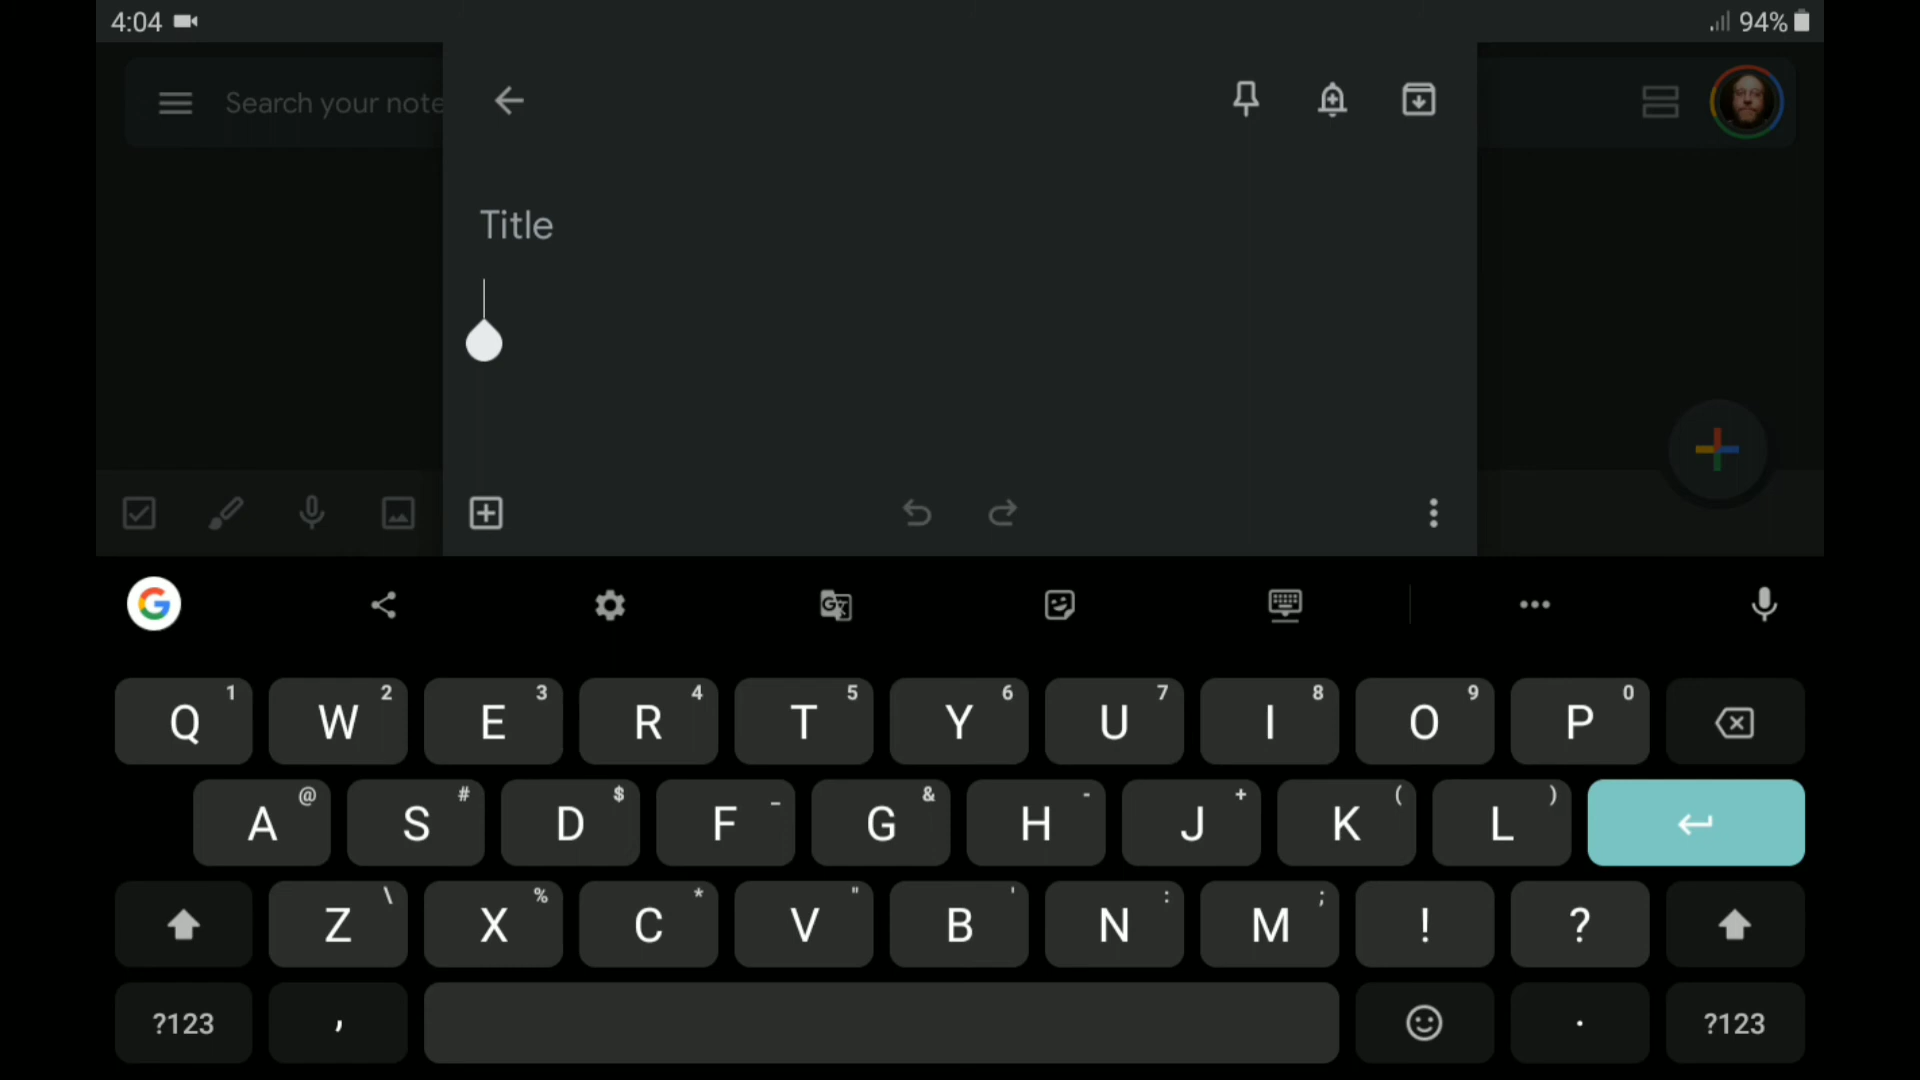 4:04 94%
Search your note
Title
Q 1 W 2 E 3 R 4 T 5 Y 6 U 7 I 8 O 9 P 0
A @ S # D $ F _ G & H - J + K ( L )
Z \ X % C * V " B ' N : M ; ! ?
?123 , . ?123